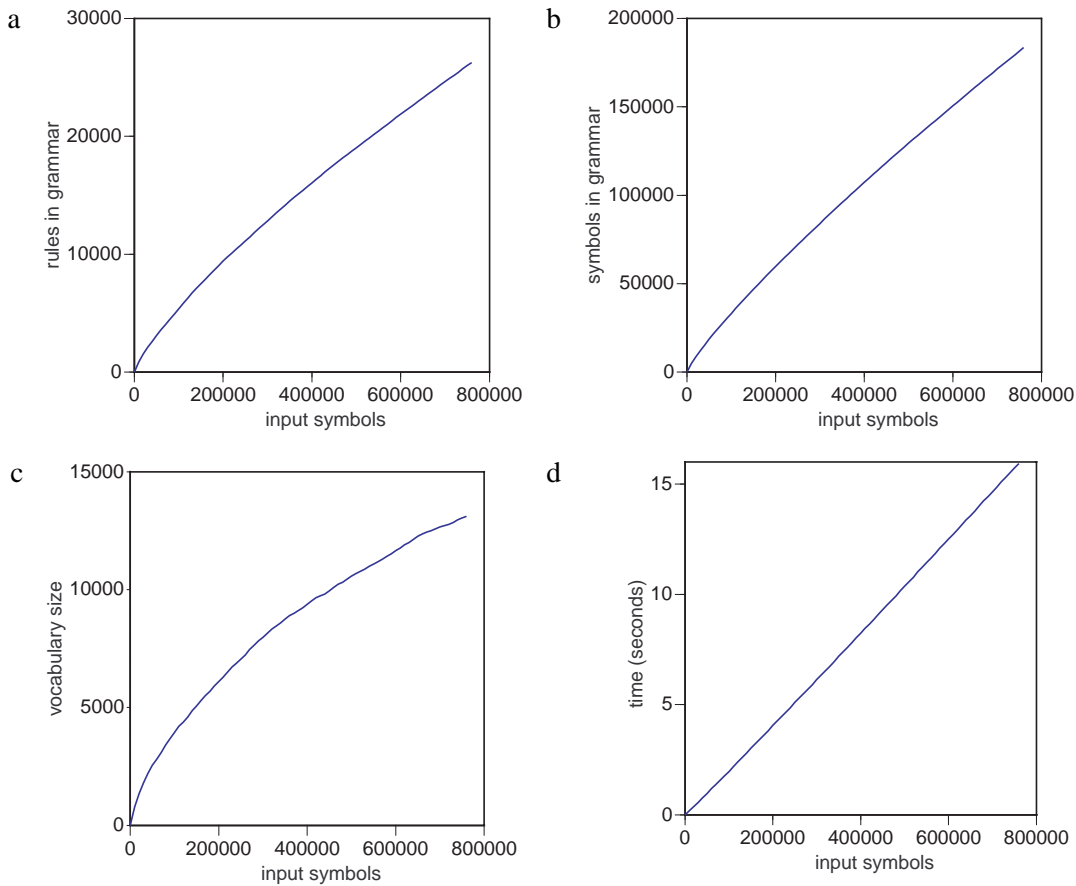 a
30000
20000
10000
0
rules in grammar
0 200000 400000 600000 800000
input symbols
b
200000
150000
100000
50000
0
symbols in grammar
0 200000 400000 600000 800000
input symbols
c
15000
10000
5000
0
vocabulary size
0 200000 400000 600000 800000
input symbols
d
15
10
5
0
time (seconds)
0 200000 400000 600000 800000
input symbols